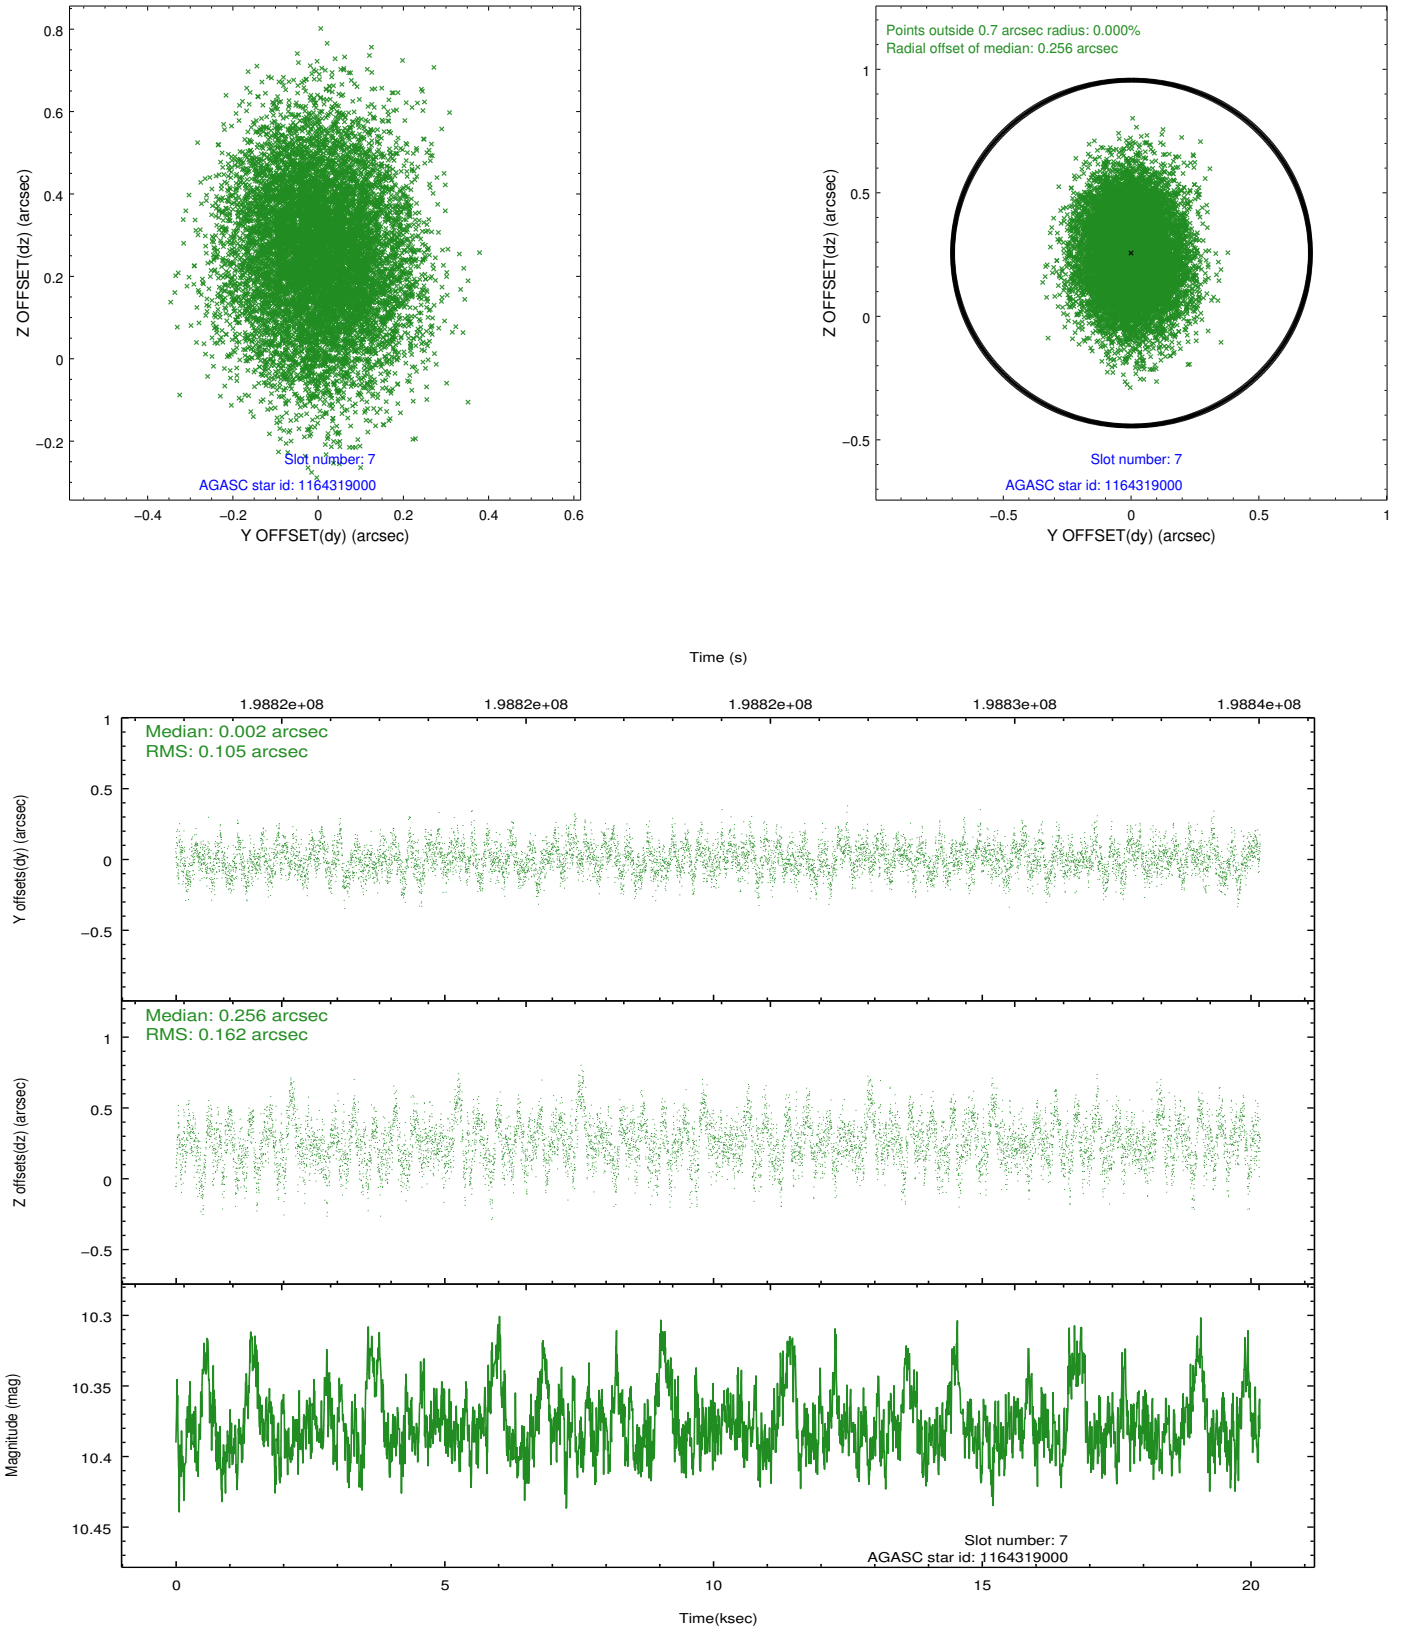 0.8
0.6
0.4
0.2
0
−0.2
Z OFFSET(dz) (arcsec)
Slot number: 7
AGASC star id: 1164319000
−0.4 −0.2 0 0.2 0.4 0.6
Y OFFSET(dy) (arcsec)
Points outside 0.7 arcsec radius: 0.000%
Radial offset of median: 0.256 arcsec
1
0.5
0
−0.5
Z OFFSET(dz) (arcsec)
Slot number: 7
AGASC star id: 1164319000
−0.5 0 0.5 1
Y OFFSET(dy) (arcsec)
Time (s)
1.9882e+08 1.9882e+08 1.9882e+08 1.9883e+08 1.9884e+08
Median: 0.002 arcsec
RMS: 0.105 arcsec
1
0.5
0
−0.5
Y offsets(dy) (arcsec)
Median: 0.256 arcsec
RMS: 0.162 arcsec
1
0.5
0
−0.5
Z offsets(dz) (arcsec)
10.3
10.35
10.4
10.45
Magnitude (mag)
Slot number: 7
AGASC star id: 1164319000
0 5 10 15 20
Time(ksec)